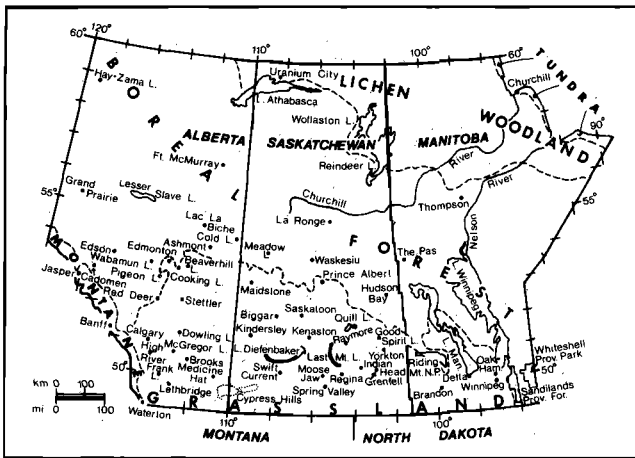 120°
60°
110°
100°
60°
TUNDRA
BOREAL
FOREST
Hay-Zama L.
Uranium City
LICHEN
WOODLAND
Churchill
L. Athabasca
Wollaston L.
90°
ALBERTA
SASKATCHEWAN
MANITOBA
Ft. McMurray
Reindeer
River
River
55°
55°
Grand
Prairie
Lesser Slave L.
Churchill
Thompson
Lac La
Biche
La Ronge
Nelson
Cold L.
Ashmont
Meadow
L.
Waskesiu
The Pas
MOUNTAIN
Edson
Edmonton
Beaverhill
L.
Wabamun L.
Prince Albert
Jasper
Cadomen
Pigeon L.
Cooking L.
Maidstone
Hudson
Bay
L. Winnipeg
Red Deer
Stettler
Biggar
Saskatoon
Quill
L.
Banff
Kindersley
Kenaston
Raymore
Good
Spirit L.
L. Man.
Calgary
Dowling L.
L. Diefenbaker
Last Mt. L.
Yorkton
High
River
McGregor L.
Indian
Head
Riding
Mt. N.P.
Oak
Ham.
Whiteshell
Prov. Park
50°
50°
Frank
L.
Brooks
Medicine
Hat
Swift
Current
Moose
Jaw
Regina
Grenfell
Delta
Winnipeg
Brandon
Sandilands
Prov. For.
km
0
100
mi
0
100
Lethbridge
Cypress Hills
Spring Valley
Waterton
GRASSLAND
110°
100°
MONTANA
NORTH DAKOTA